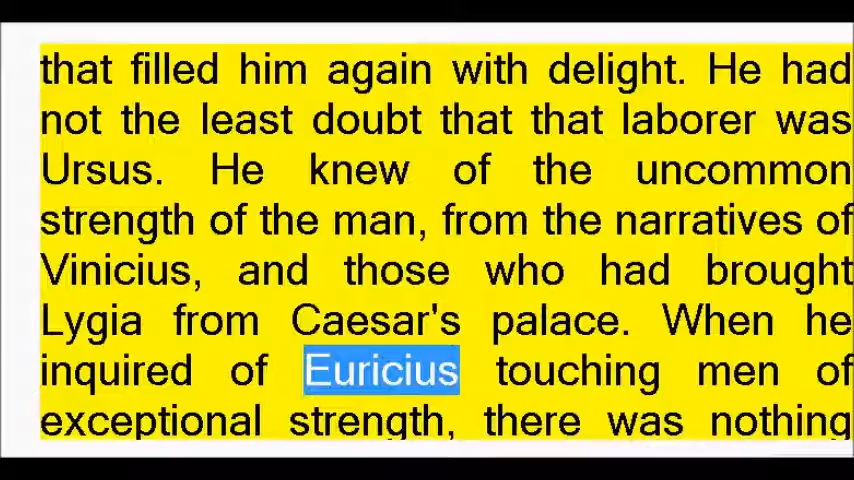 that filled him again with delight. He had
not the least doubt that that laborer was
Ursus. He knew of the uncommon
strength of the man, from the narratives of
Vinicius, and those who had brought
Lygia from Caesar's palace. When he
inquired of Euricius touching men of
exceptional strength, there was nothing